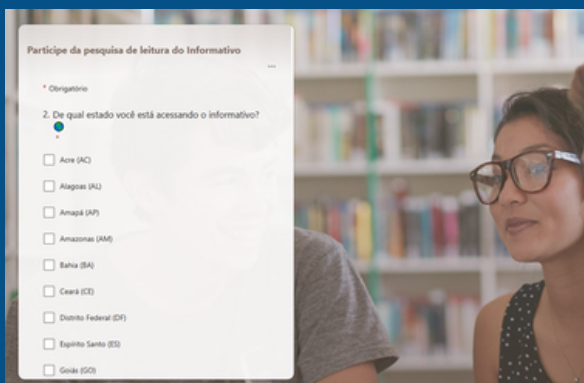 Participe da pesquisa de leitura do Informativo
...
* Obrigatório
2. De qual estado você está acessando o informativo?
*
Acre (AC)
Alagoas (AL)
Amapá (AP)
Amazonas (AM)
Bahia (BA)
Ceará (CE)
Distrito Federal (DF)
Espírito Santo (ES)
Goiás (GO)